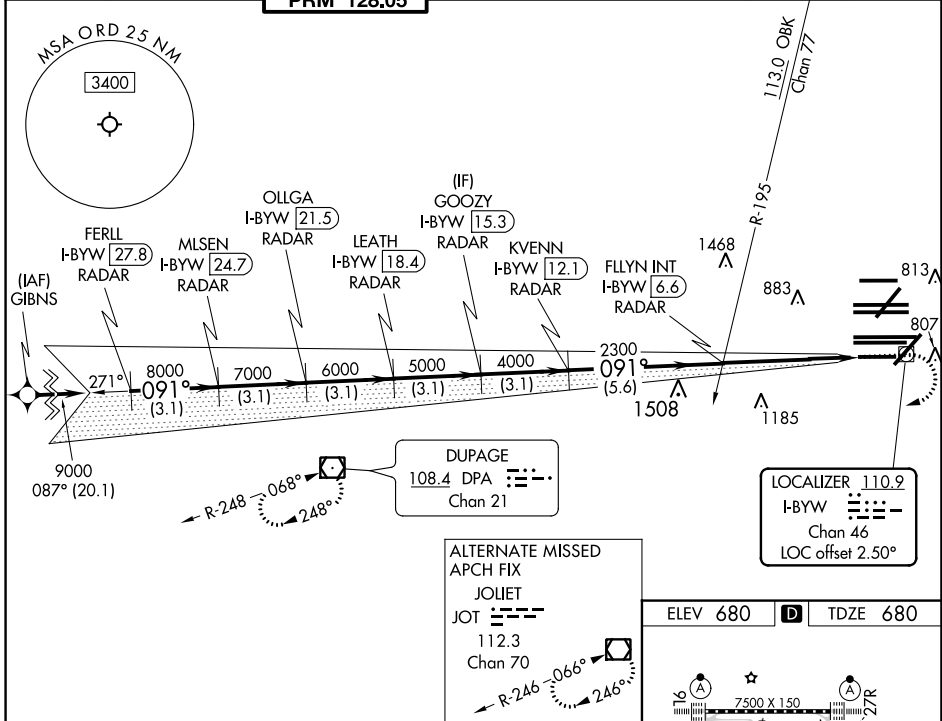 PRM 128.05
MSA ORD 25 NM
3400
113.0 OBK
Chan 77
R-195
(IAF)
GIBNS
FERLL
I-BYW 27.8
RADAR
MLSEN
I-BYW 24.7
RADAR
OLLGA
I-BYW 21.5
RADAR
LEATH
I-BYW 18.4
RADAR
(IF)
GOOZY
I-BYW 15.3
RADAR
KVENN
I-BYW 12.1
RADAR
FLLYN INT
I-BYW 6.6
RADAR
1468
883
813
807
271°
8000
091°
(3.1)
7000
(3.1)
6000
(3.1)
5000
(3.1)
4000
(3.1)
2300
091°
(5.6)
1508
1185
9000
087° (20.1)
R-248
068°
248°
DUPAGE
108.4 DPA
Chan 21
LOCALIZER 110.9
I-BYW
Chan 46
LOC offset 2.50°
ALTERNATE MISSED
APCH FIX
JOLIET
JOT
112.3
Chan 70
R-246
066°
246°
ELEV 680
D
TDZE 680
A
A
7500 X 150
27R